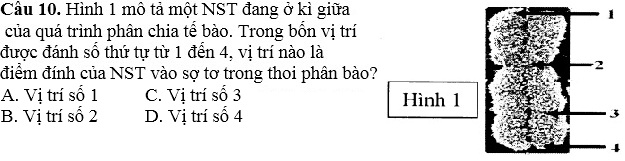 Câu 10. Hình 1 mô tả một NST đang ở kì giữa
của quá trình phân chia tế bào. Trong bốn vị trí
được đánh số thứ tự từ 1 đến 4, vị trí nào là
điểm đính của NST vào sợ tơ trong thoi phân bào?
A. Vị trí số 1 C. Vị trí số 3
B. Vị trí số 2 D. Vị trí số 4
Hình 1
1
2
3
4